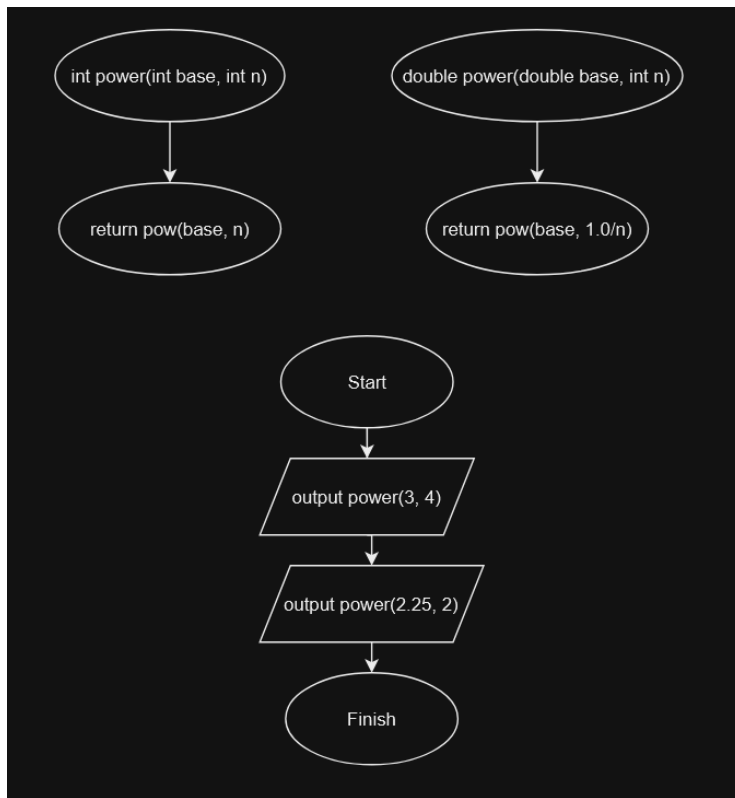 int power(int base, int n)
double power(double base, int n)
return pow(base, n)
return pow(base, 1.0/n)
Start
output power(3, 4)
output power(2.25, 2)
Finish